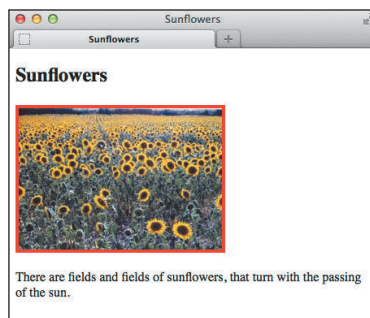 Sunflowers
Sunflowers
Sunflowers
There are fields and fields of sunflowers, that turn with the passing
of the sun.